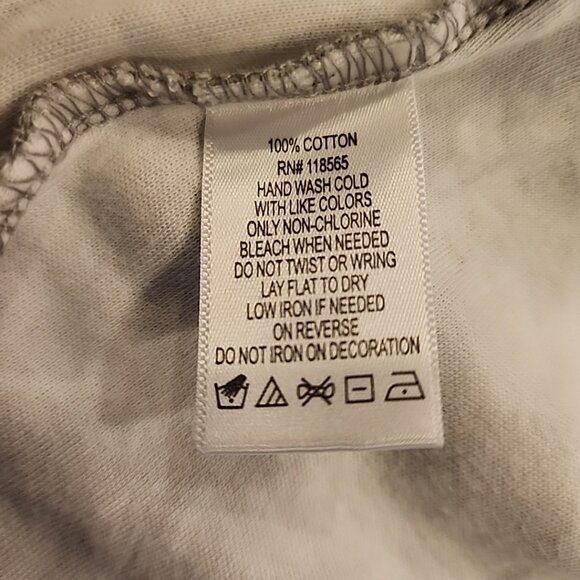 100% COTTON
RN# 118565
HAND WASH COLD
WITH LIKE COLORS
ONLY NON-CHLORINE
BLEACH WHEN NEEDED
DO NOT TWIST OR WRING
LAY FLAT TO DRY
LOW IRON IF NEEDED
ON REVERSE
DO NOT IRON ON DECORATION